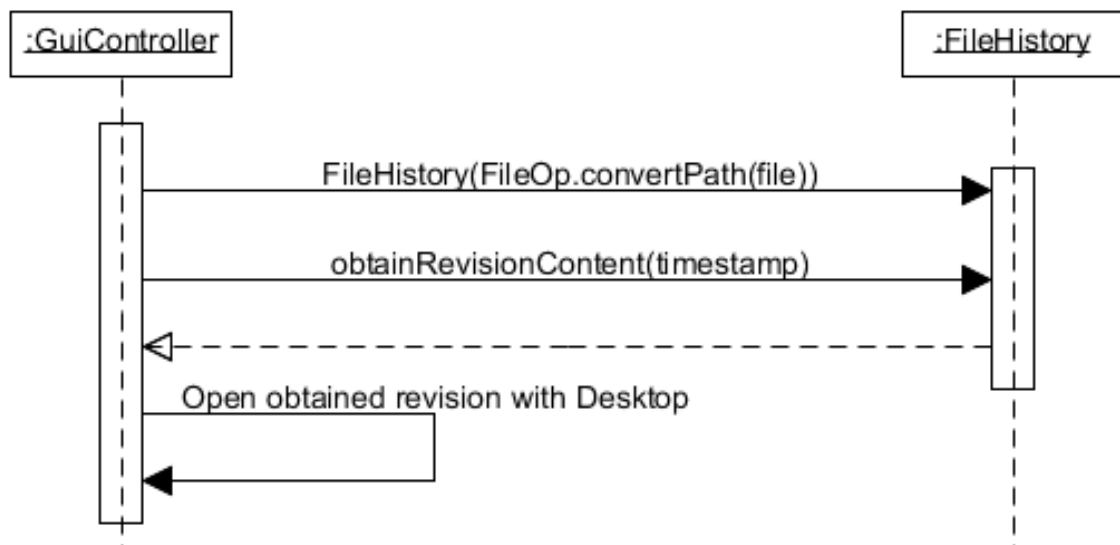 :GuiController
:FileHistory
FileHistory(FileOp.convertPath(file))
obtainRevisionContent(timestamp)
Open obtained revision with Desktop